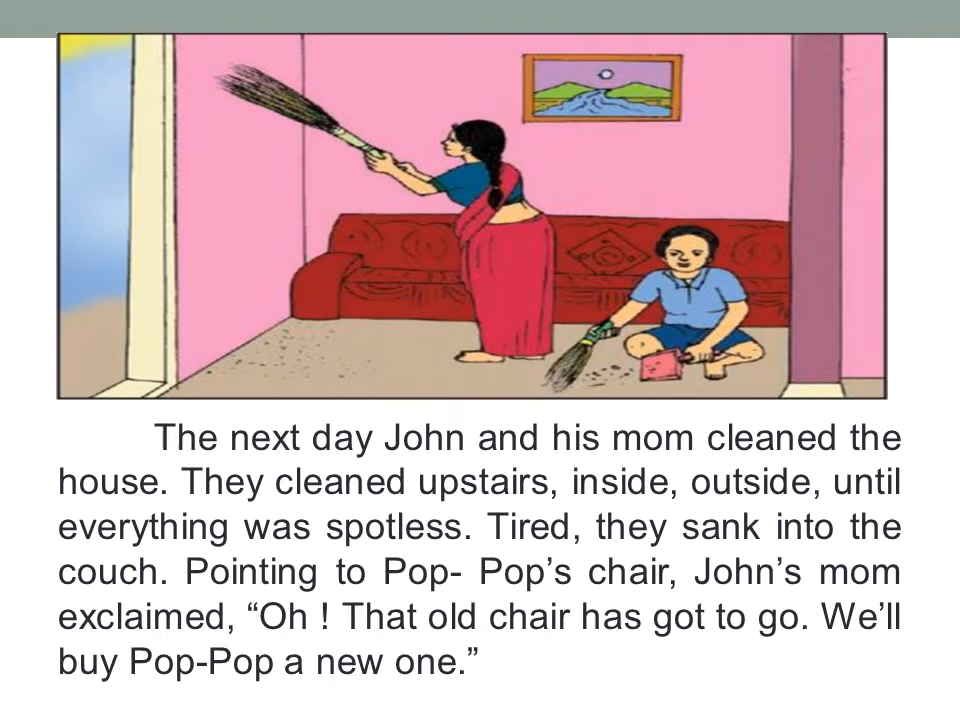 The next day John and his mom cleaned the
house. They cleaned upstairs, inside, outside, until
everything was spotless. Tired, they sank into the
couch. Pointing to Pop- Pop’s chair, John’s mom
exclaimed, “Oh ! That old chair has got to go. We’ll
buy Pop-Pop a new one.”